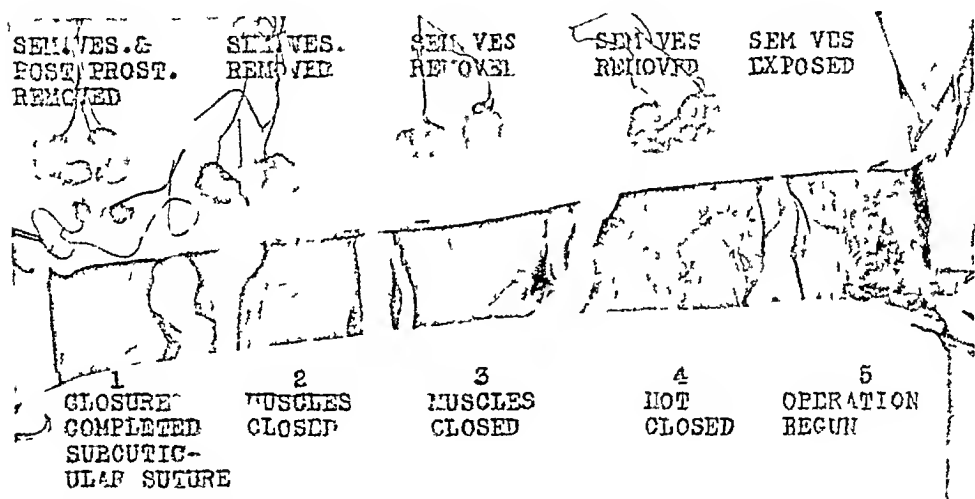 SEM.VES.&
POST PROST.
REMOVED
SEM.VES.
REMOVED
SEM VES
REMOVED
SEM VES
REMOVED
SEM VES
EXPOSED
1
CLOSURE
COMPLETED
SUBCUTIC-
ULAR SUTURE
2
MUSCLES
CLOSED
3
MUSCLES
CLOSED
4
NOT
CLOSED
5
OPERATION
BEGUN